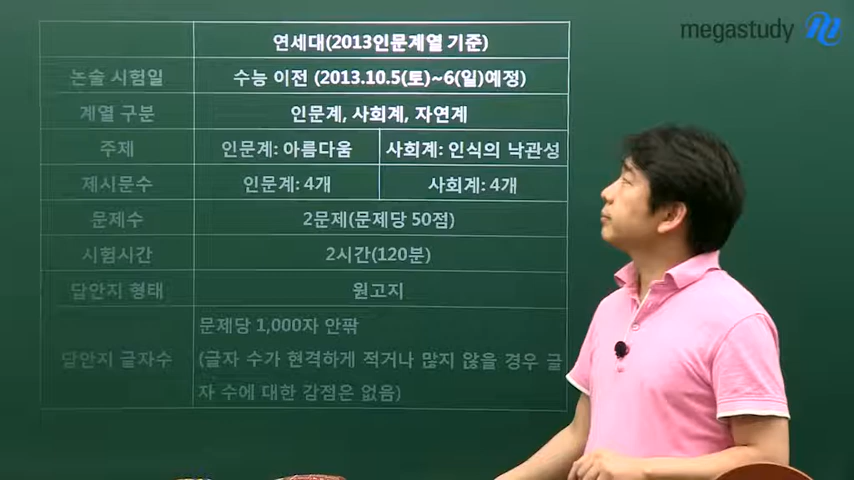 megastudy
연세대(2013인문계열 기준)
논술 시험일 수능 이전 (2013.10.5(토)~6(일)예정)
계열 구분 인문계, 사회계, 자연계
주제 인문계: 아름다움 사회계: 인식의 낙관성
제시문수 인문계: 4개 사회계: 4개
문제수 2문제(문제당 50점)
시험시간 2시간(120분)
답안지 형태 원고지
문제당 1,000자 안팎
답안지 글자수 (글자 수가 현격하게 적거나 많지 않을 경우 글
자 수에 대한 감점은 없음)